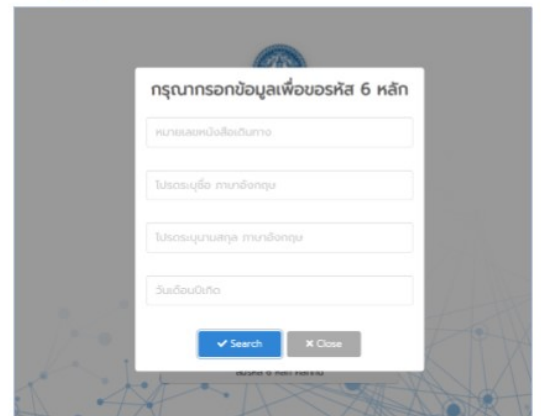 กรุณากรอกข้อมูลเพื่อขอรหัส 6 หลัก
หมายเลขหนังสือเดินทาง
โปรดระบุชื่อ ภาษาอังกฤษ
โปรดระบุนามสกุล ภาษาอังกฤษ
วันเดือนปีเกิด
✔ Search
✖ Close